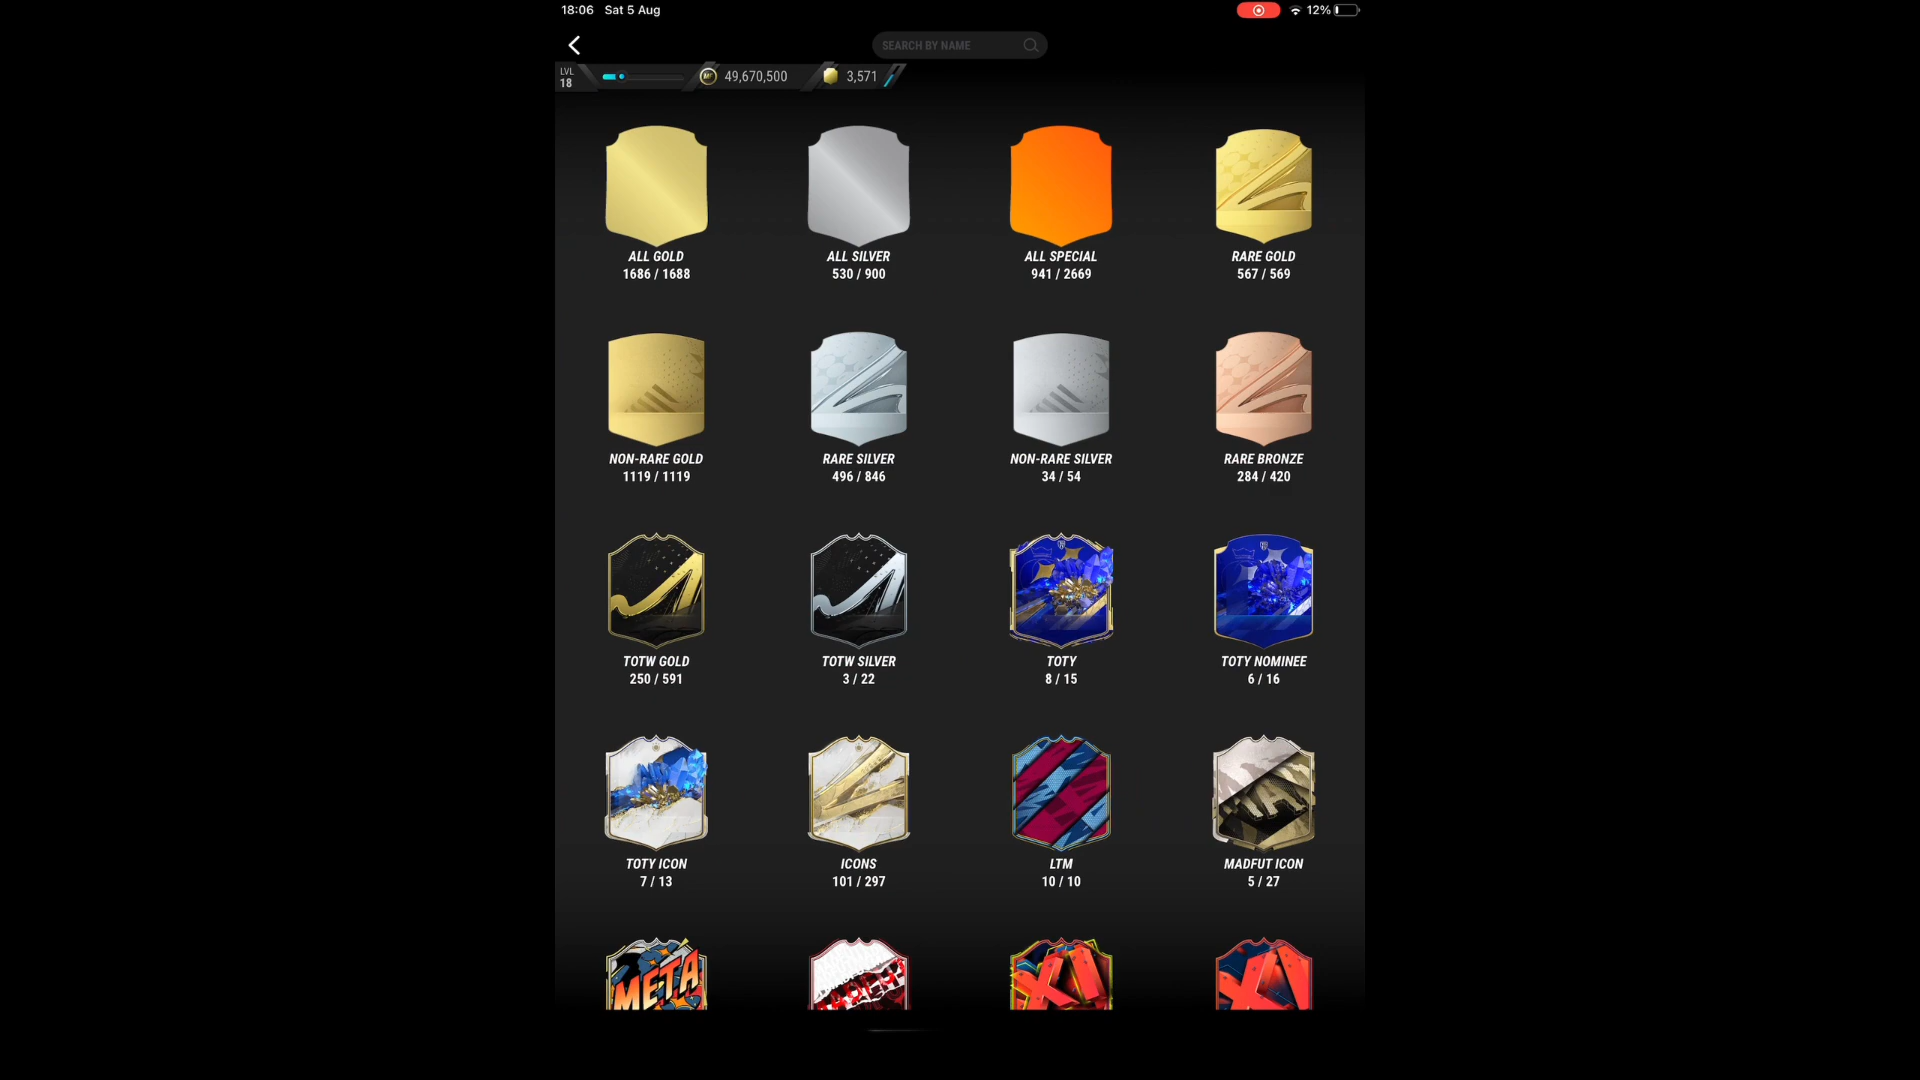 18:06 Sat 5 Aug
12%
SEARCH BY NAME
LVL
18
49,670,500
3,571
ALL GOLD
1686 / 1688
ALL SILVER
530 / 900
ALL SPECIAL
941 / 2669
RARE GOLD
567 / 569
NON-RARE GOLD
1119 / 1119
RARE SILVER
496 / 846
NON-RARE SILVER
34 / 54
RARE BRONZE
284 / 420
TOTW GOLD
250 / 591
TOTW SILVER
3 / 22
TOTY
8 / 15
TOTY NOMINEE
6 / 16
TOTY ICON
7 / 13
ICONS
101 / 297
LTM
10 / 10
MADFUT ICON
5 / 27
META
XI
XI